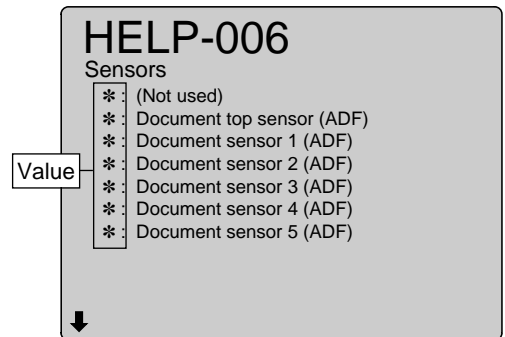 HELP-006
Sensors
✻ : (Not used)
✻ : Document top sensor (ADF)
✻ : Document sensor 1 (ADF)
✻ : Document sensor 2 (ADF)
✻ : Document sensor 3 (ADF)
✻ : Document sensor 4 (ADF)
✻ : Document sensor 5 (ADF)
Value